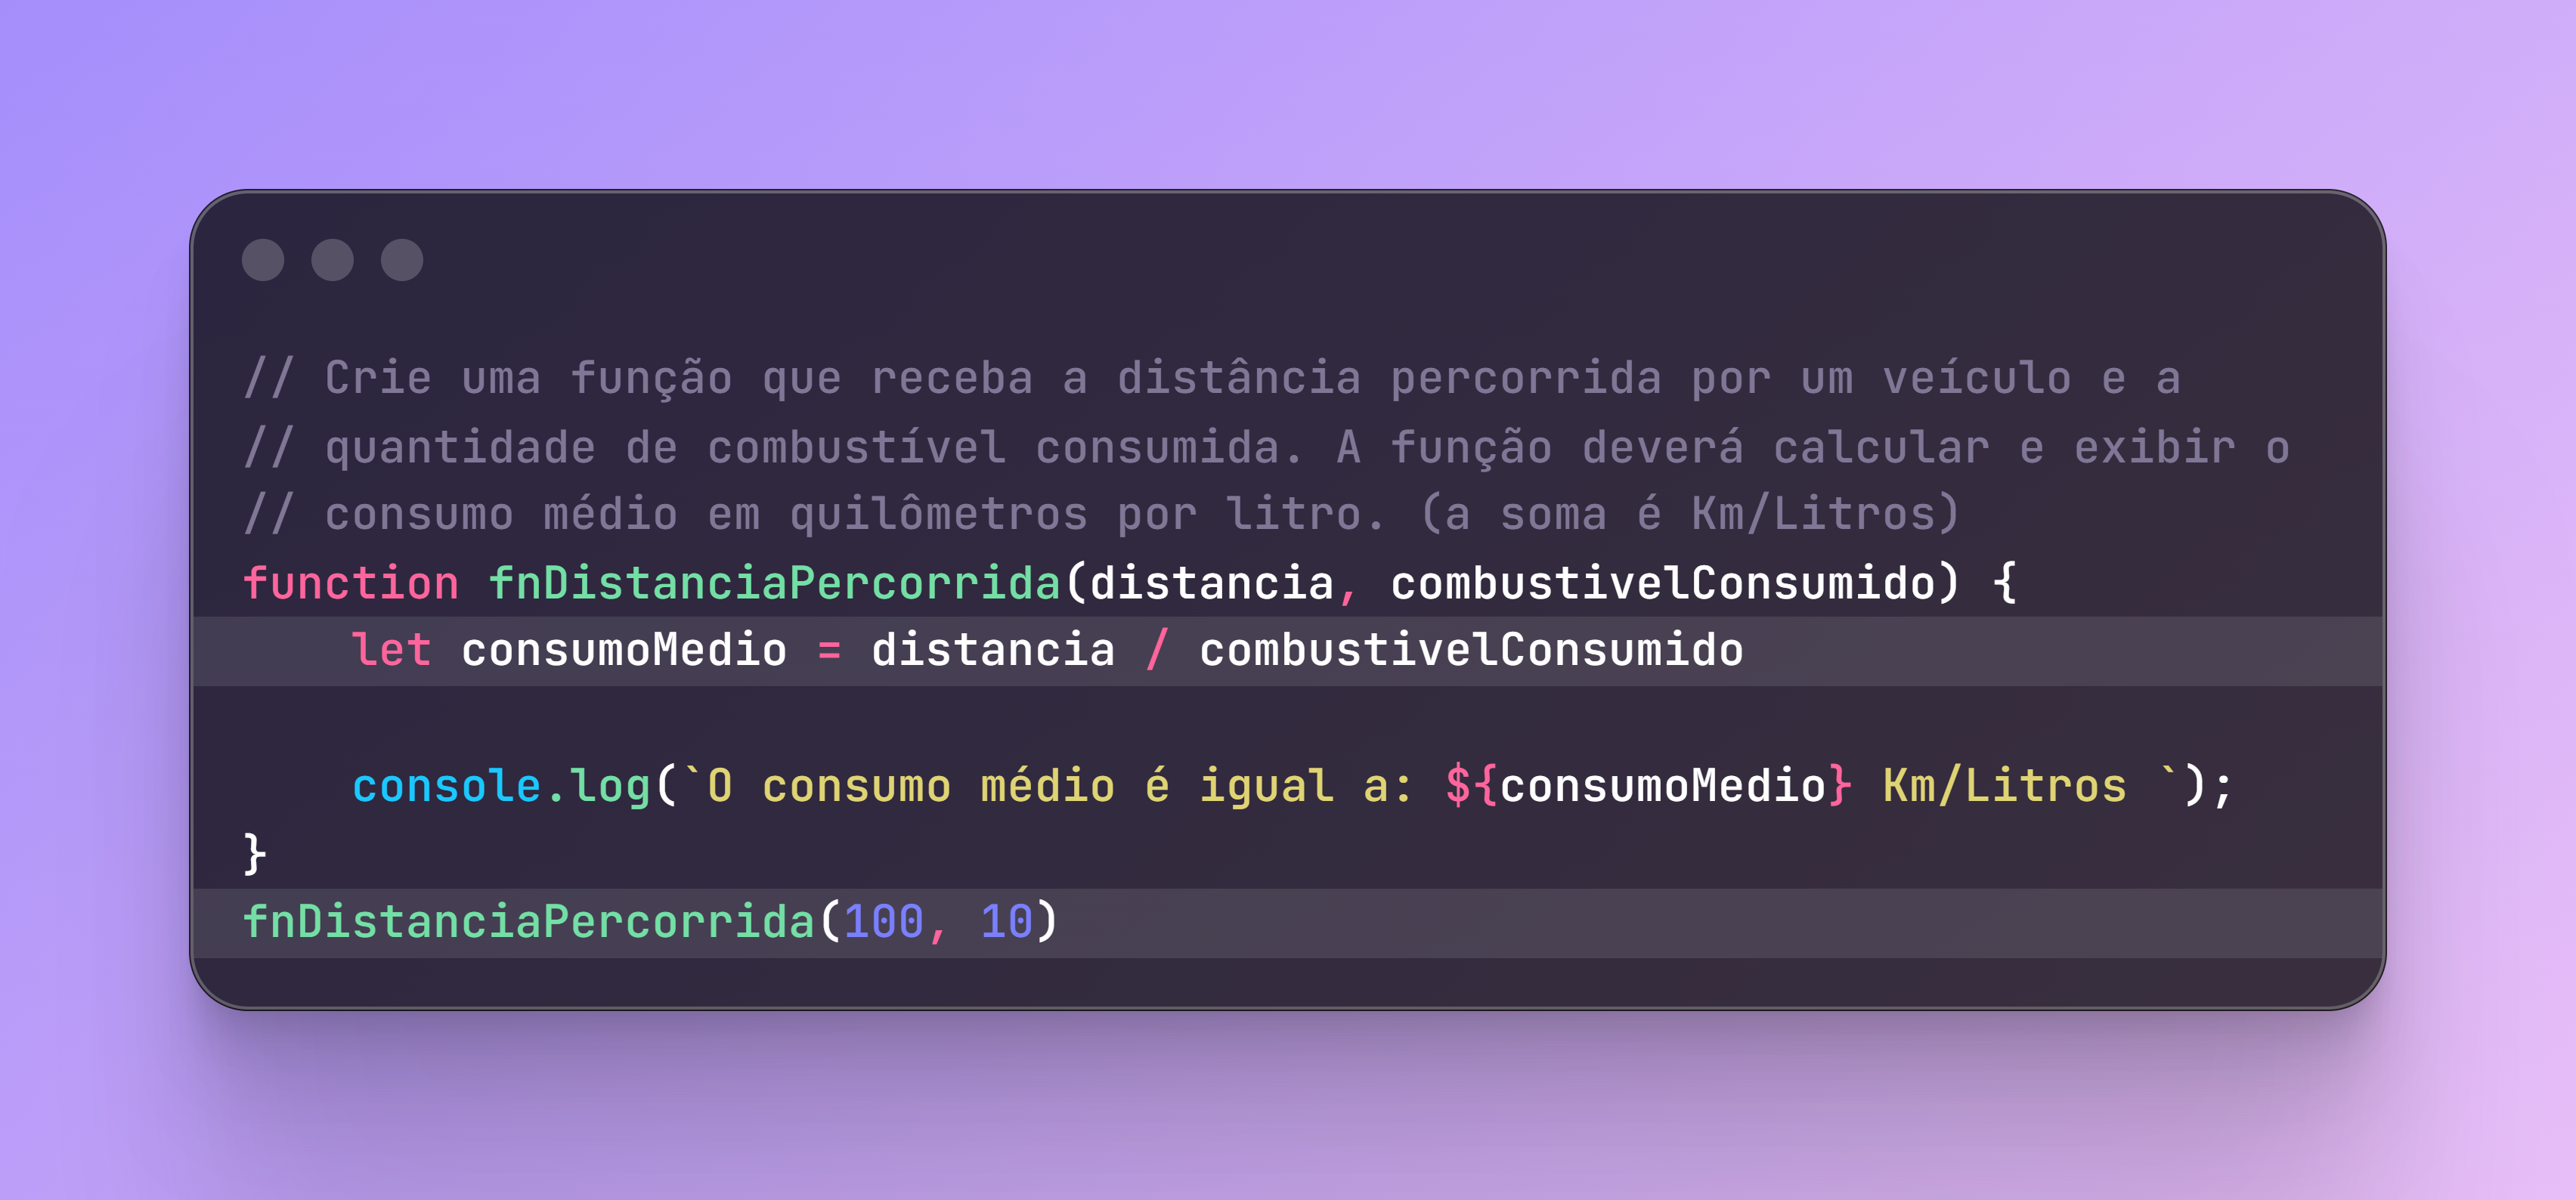 // Crie uma função que receba a distância percorrida por um veículo e a
// quantidade de combustível consumida. A função deverá calcular e exibir o
// consumo médio em quilômetros por litro. (a soma é Km/Litros)
function fnDistanciaPercorrida(distancia, combustivelConsumido) {
    let consumoMedio = distancia / combustivelConsumido

    console.log(`O consumo médio é igual a: ${consumoMedio} Km/Litros `);
}
fnDistanciaPercorrida(100, 10)